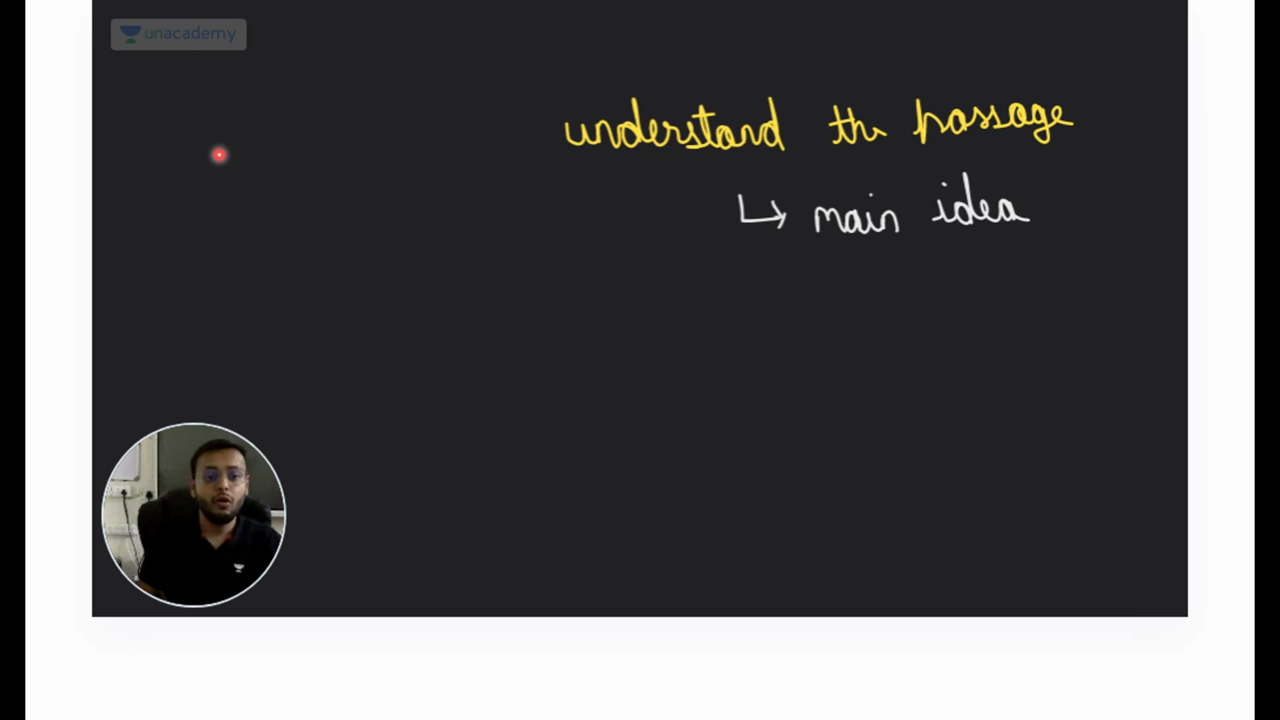 unacademy
understand the passage
↳ main idea